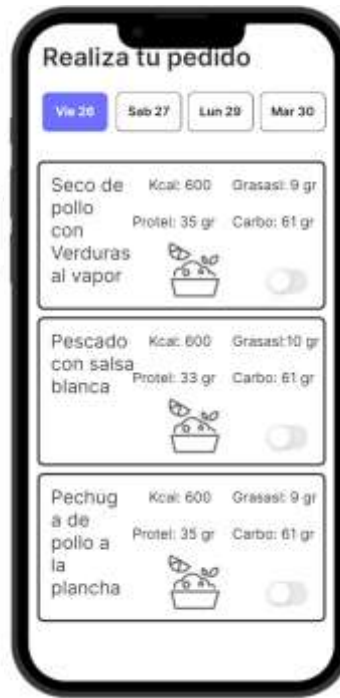 Realiza tu pedido
Vie 26
Sab 27
Lun 29
Mar 30
Seco de
pollo
con
Verduras
al vapor
Kcal: 600
Grasasl: 9 gr
Protel: 35 gr
Carbo: 61 gr
Pescado
con salsa
blanca
Kcal: 600
Grasasl:10 gr
Protel: 33 gr
Carbo: 61 gr
Pechug
a de
pollo a
la
plancha
Kcal: 600
Grasasl: 9 gr
Protel: 35 gr
Carbo: 61 gr